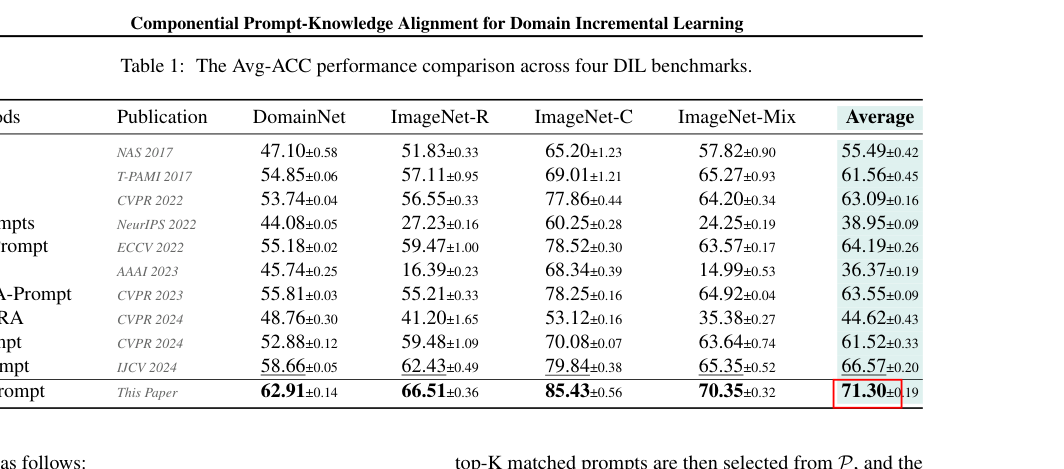 Componential Prompt-Knowledge Alignment for Domain Incremental Learning
Table 1: The Avg-ACC performance comparison across four DIL benchmarks.
ods Publication DomainNet ImageNet-R ImageNet-C ImageNet-Mix Average
NAS 2017 47.10±0.58 51.83±0.33 65.20±1.23 57.82±0.90 55.49±0.42
T-PAMI 2017 54.85±0.06 57.11±0.95 69.01±1.21 65.27±0.93 61.56±0.45
CVPR 2022 53.74±0.04 56.55±0.33 77.86±0.44 64.20±0.34 63.09±0.16
mpts NeurIPS 2022 44.08±0.05 27.23±0.16 60.25±0.28 24.25±0.19 38.95±0.09
Prompt ECCV 2022 55.18±0.02 59.47±1.00 78.52±0.30 63.57±0.17 64.19±0.26
AAAI 2023 45.74±0.25 16.39±0.23 68.34±0.39 14.99±0.53 36.37±0.19
A-Prompt CVPR 2023 55.81±0.03 55.21±0.33 78.25±0.16 64.92±0.04 63.55±0.09
RA CVPR 2024 48.76±0.30 41.20±1.65 53.12±0.16 35.38±0.27 44.62±0.43
mpt CVPR 2024 52.88±0.12 59.48±1.09 70.08±0.07 63.64±0.74 61.52±0.33
mpt IJCV 2024 58.66±0.05 62.43±0.49 79.84±0.38 65.35±0.52 66.57±0.20
rompt This Paper 62.91±0.14 66.51±0.36 85.43±0.56 70.35±0.32 71.30±0.19
as follows:
top-K matched prompts are then selected from 𝒫, and the